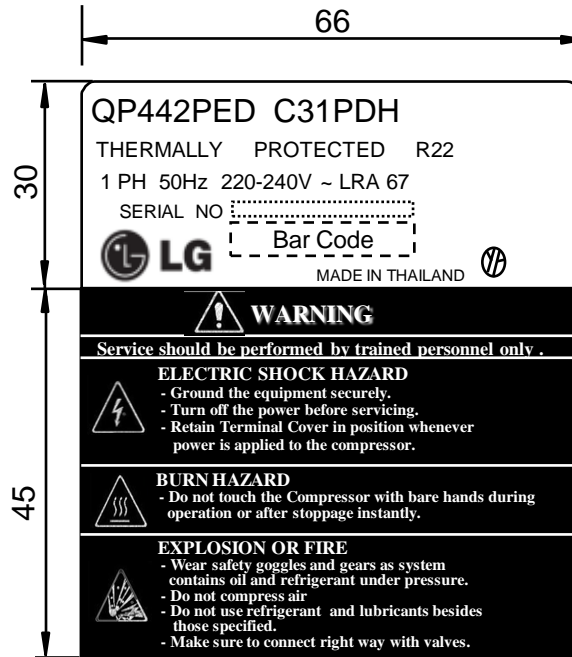 66
30
QP442PED C31PDH
THERMALLY PROTECTED R22
1 PH 50Hz 220-240V ~ LRA 67
SERIAL NO
LG
Bar Code
MADE IN THAILAND
45
WARNING
Service should be performed by trained personnel only .
ELECTRIC SHOCK HAZARD
- Ground the equipment securely.
- Turn off the power before servicing.
- Retain Terminal Cover in position whenever
power is applied to the compressor.
BURN HAZARD
- Do not touch the Compressor with bare hands during
operation or after stoppage instantly.
EXPLOSION OR FIRE
- Wear safety goggles and gears as system
contains oil and refrigerant under pressure.
- Do not compress air
- Do not use refrigerant and lubricants besides
those specified.
- Make sure to connect right way with valves.